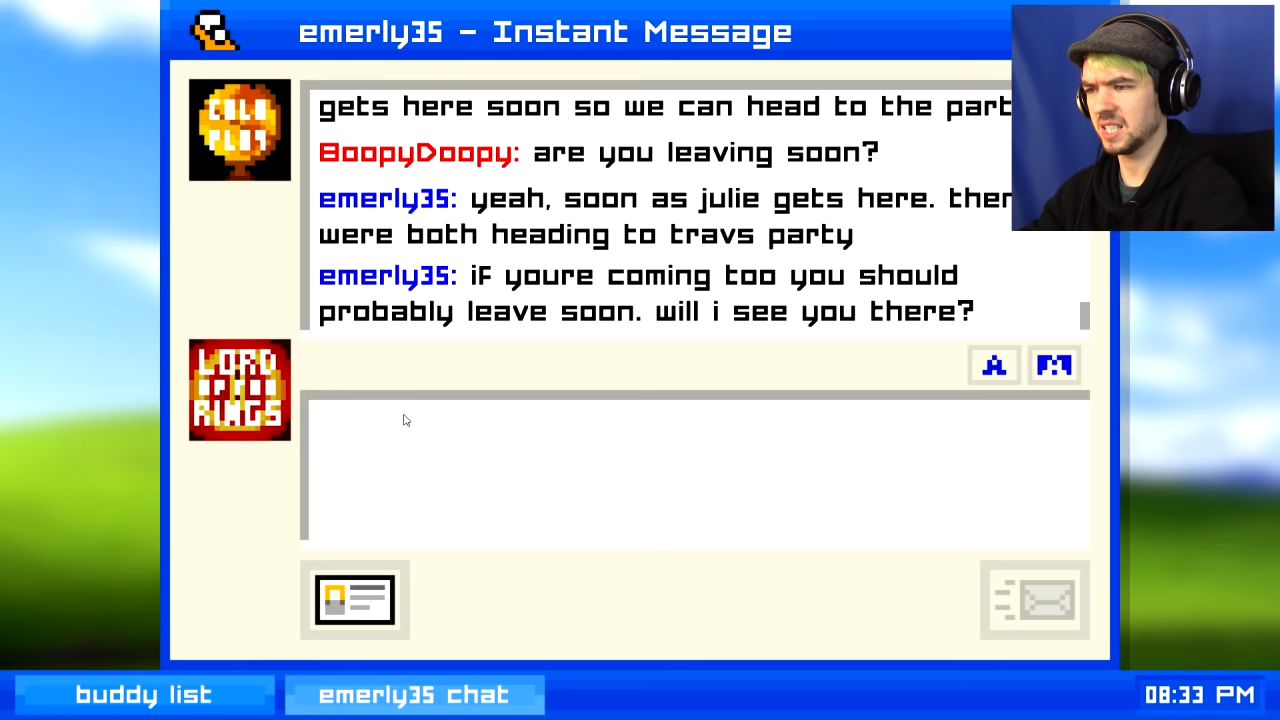 emerly35 - Instant Message
COLD
PLAY
gets here soon so we can head to the part
BoopyDoopy: are you leaving soon?
emerly35: yeah, soon as julie gets here. then
were both heading to travs party
emerly35: if youre coming too you should
probably leave soon. will i see you there?
LORD
OF THE
RINGS
A
buddy list
emerly35 chat
08:33 PM